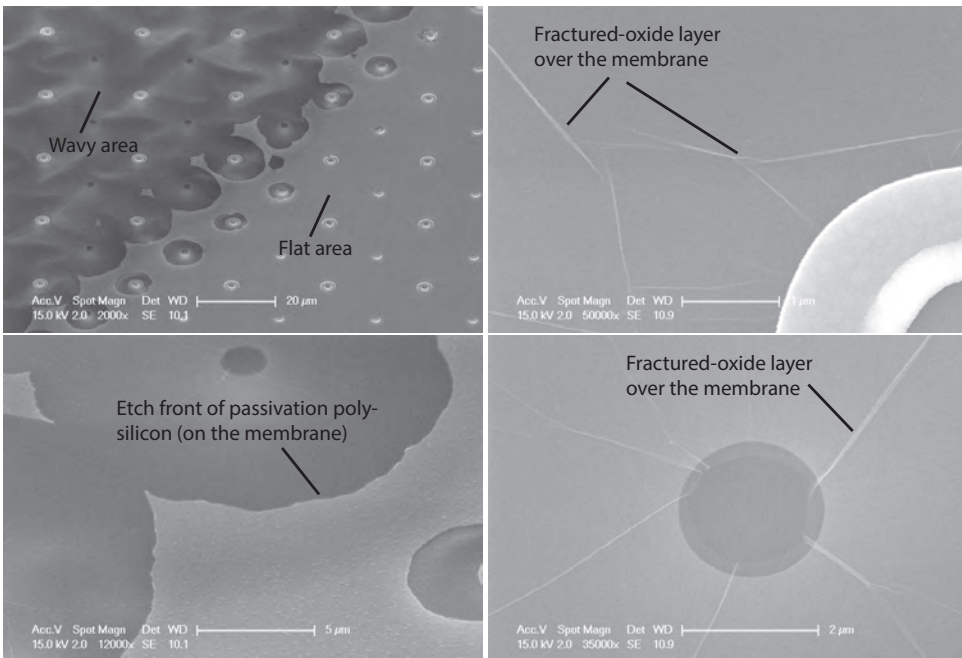 Wavy area
Flat area
Acc.V Spot Magn Det WD 20 μm
15.0 kV 2.0 2000x SE 10.1
Fractured-oxide layer
over the membrane
Acc.V Spot Magn Det WD 1 μm
15.0 kV 2.0 50000x SE 10.9
Etch front of passivation poly-
silicon (on the membrane)
Acc.V Spot Magn Det WD 5 μm
15.0 kV 2.0 12000x SE 10.1
Fractured-oxide layer
over the membrane
Acc.V Spot Magn Det WD 2 μm
15.0 kV 2.0 35000x SE 10.9